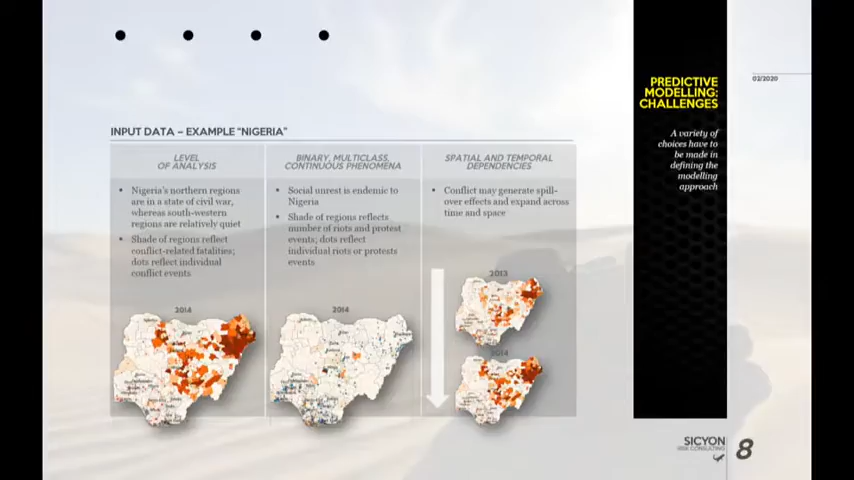 PREDICTIVE
MODELLING:
CHALLENGES
A variety of
choices have to
be made in
defining the
modelling
approach
02/2020
INPUT DATA – EXAMPLE "NIGERIA"
LEVEL
OF ANALYSIS
▪ Nigeria's northern regions
are in a state of civil war,
whereas south-western
regions are relatively quiet
▪ Shade of regions reflect
conflict-related fatalities;
dots reflect individual
conflict events
2014
BINARY, MULTICLASS,
CONTINUOUS PHENOMENA
▪ Social unrest is endemic to
Nigeria
▪ Shade of regions reflects
number of riots and protest
events; dots reflect
individual riots or protests
events
2014
SPATIAL AND TEMPORAL
DEPENDENCIES
▪ Conflict may generate spill-
over effects and expand across
time and space
2013
2014
SICYON
RISK CONSULTING
8